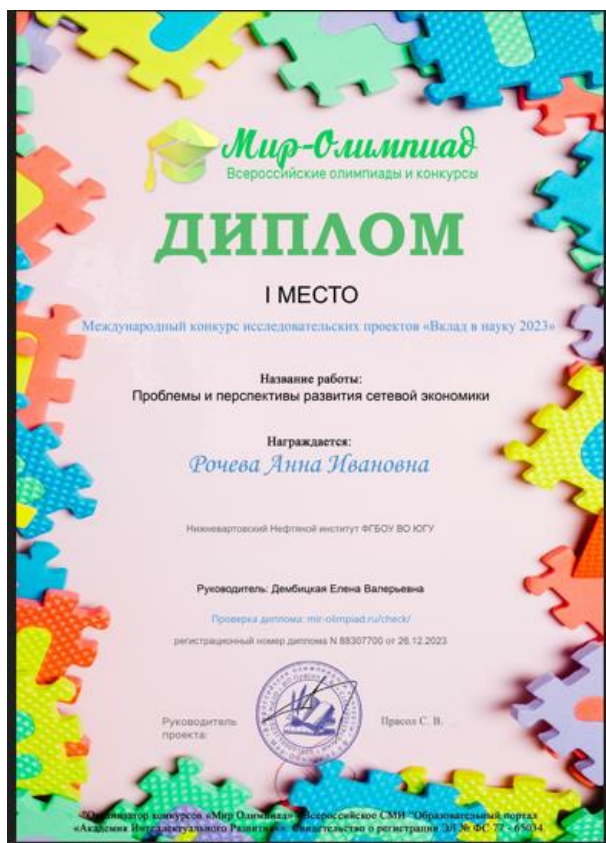 Мир-Олимпиад
Всероссийские олимпиады и конкурсы
ДИПЛОМ
I МЕСТО
Международный конкурс исследовательских проектов «Вклад в науку 2023»
Название работы:
Проблемы и перспективы развития сетевой экономики
Награждается:
Рочева Анна Ивановна
Нижневартовский Нефтяной институт ФГБОУ ВО ЮГУ
Руководитель: Дембицкая Елена Валерьевна
Проверка диплома: mir-olimpiad.ru/check/
регистрационный номер диплома N 88307700 от 26.12.2023
Руководитель
проекта:
Прасол С. В.
"Организатор конкурсов «Мир Олимпиад» - Всероссийское СМИ "Образовательный портал
«Академия Интеллектуального Развития». Свидетельство о регистрации ЭЛ № ФС 77 - 65034